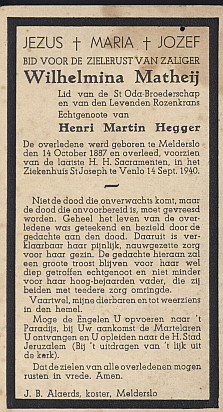 JEZUS † MARIA † JOZEF
BID VOOR DE ZIELERUST VAN ZALIGER
Wilhelmina Matheij
Lid van de St Oda-Broederschap
en van den Levenden Rozenkrans
Echtgenoote van
Henri Martin Hegger
De overledene werd geboren te Melderslo
den 14 October 1887 en overleed, voorzien
van de laatste H. H. Sacramenten, in het
Ziekenhuis St Joseph te Venlo 14 Sept. 1940.
Niet de dood die onverwachts komt, maar
de dood die onvoorbereid is, moet gevreesd
worden. Geheel het leven van de over-
ledene was getekend en bezield door de
gedachte aan den dood. Daaruit is ver-
klaarbaar haar pijnlijk, nauwgezette zorg
voor haar gezin. De gedachte hieraan zal
een groote troost zijn voor haar achterge-
bleven echtgenoot en kinderen, niet minder
voor haar hoog-bejaarden vader, die
zij beiden met teedere zorg omringde.
Vaartwel, mijne dierbaren en tot weerziens
in den hemel.
Moge de Engelen U opvoeren naar 't
Paradijs, bij Uw aankomst de Martelaren
U ontvangen en U opleiden naar de H. Stad
Jeruzalem (Bij 't uitdragen van 't lijk uit
de kerk).
Dat de zielen van alle overledenen mogen
rusten in vrede. Amen.
J. B. Alaerds, koster, Melderslo